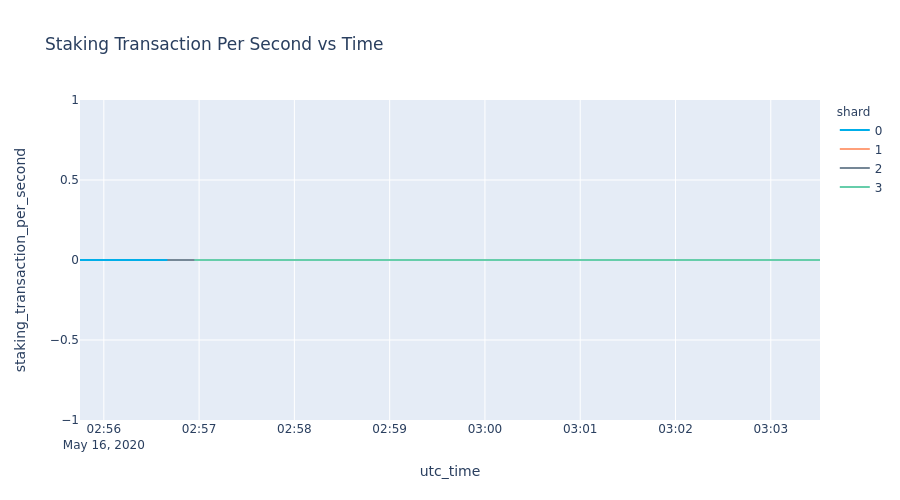 Staking Transaction Per Second vs Time
shard
0
1
2
3
staking_transaction_per_second
1
0.5
0
−0.5
−1
02:56 02:57 02:58 02:59 03:00 03:01 03:02 03:03
May 16, 2020
utc_time